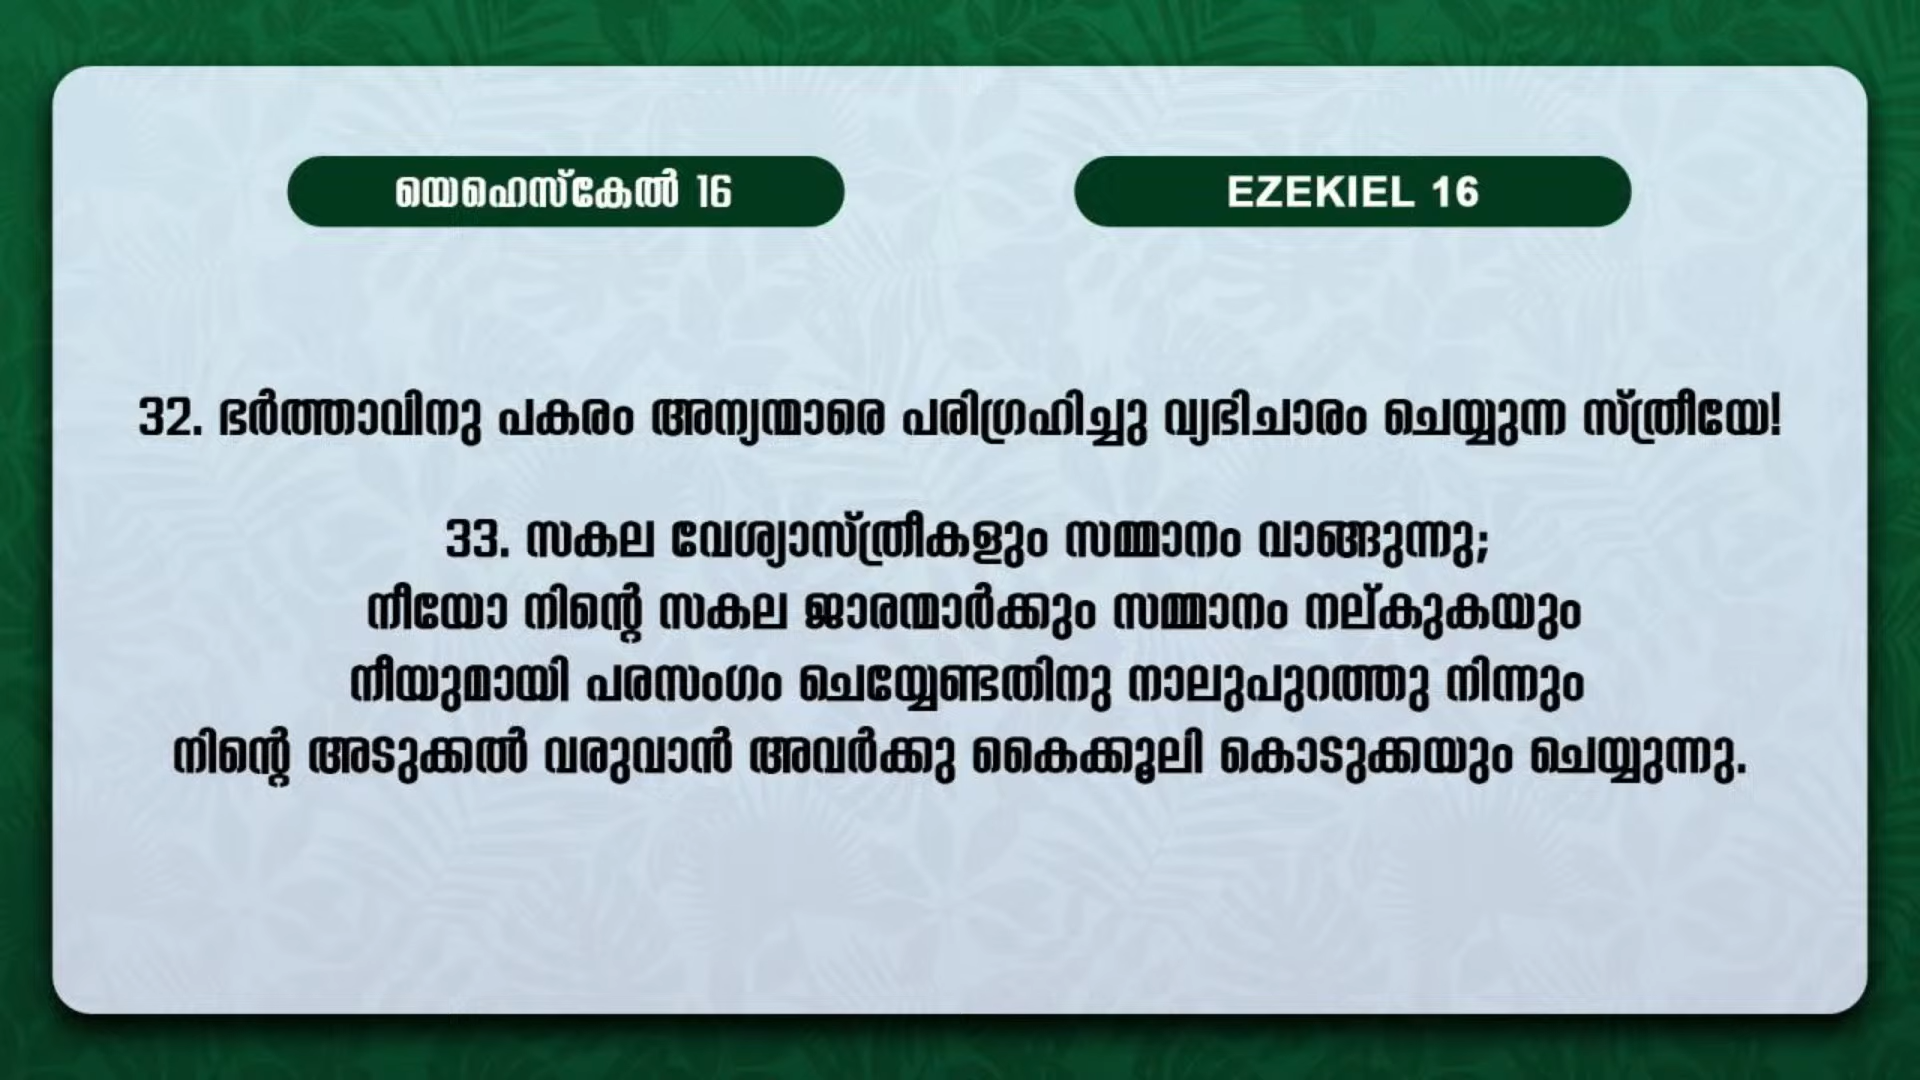 യെഹെസ്കേൽ 16
EZEKIEL 16
32. ഭർത്താവിനു പകരം അന്യന്മാരെ പരിഗ്രഹിച്ചു വ്യഭിചാരം ചെയ്യുന്ന സ്ത്രീയേ!
33. സകല വേശ്യാസ്ത്രീകളും സമ്മാനം വാങ്ങുന്നു;
നീയോ നിന്റെ സകല ജാരന്മാർക്കും സമ്മാനം നല്കുകയും
നീയുമായി പരസംഗം ചെയ്യേണ്ടതിനു നാലുപുറത്തു നിന്നും
നിന്റെ അടുക്കൽ വരുവാൻ അവർക്കു കൈക്കൂലി കൊടുക്കയും ചെയ്യുന്നു.